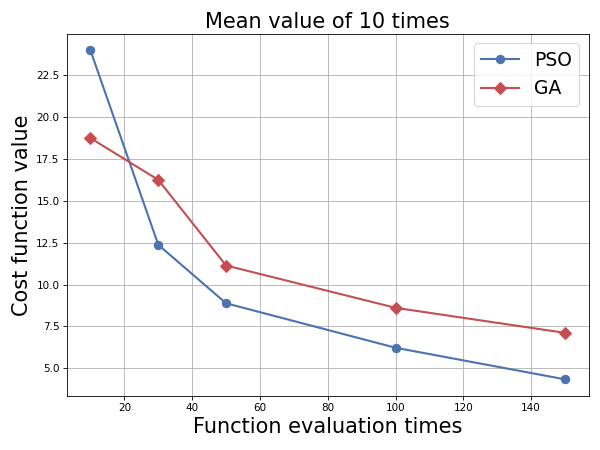 Mean value of 10 times
PSO
GA
Cost function value
22.5
20.0
17.5
15.0
12.5
10.0
7.5
5.0
20 40 60 80 100 120 140
Function evaluation times